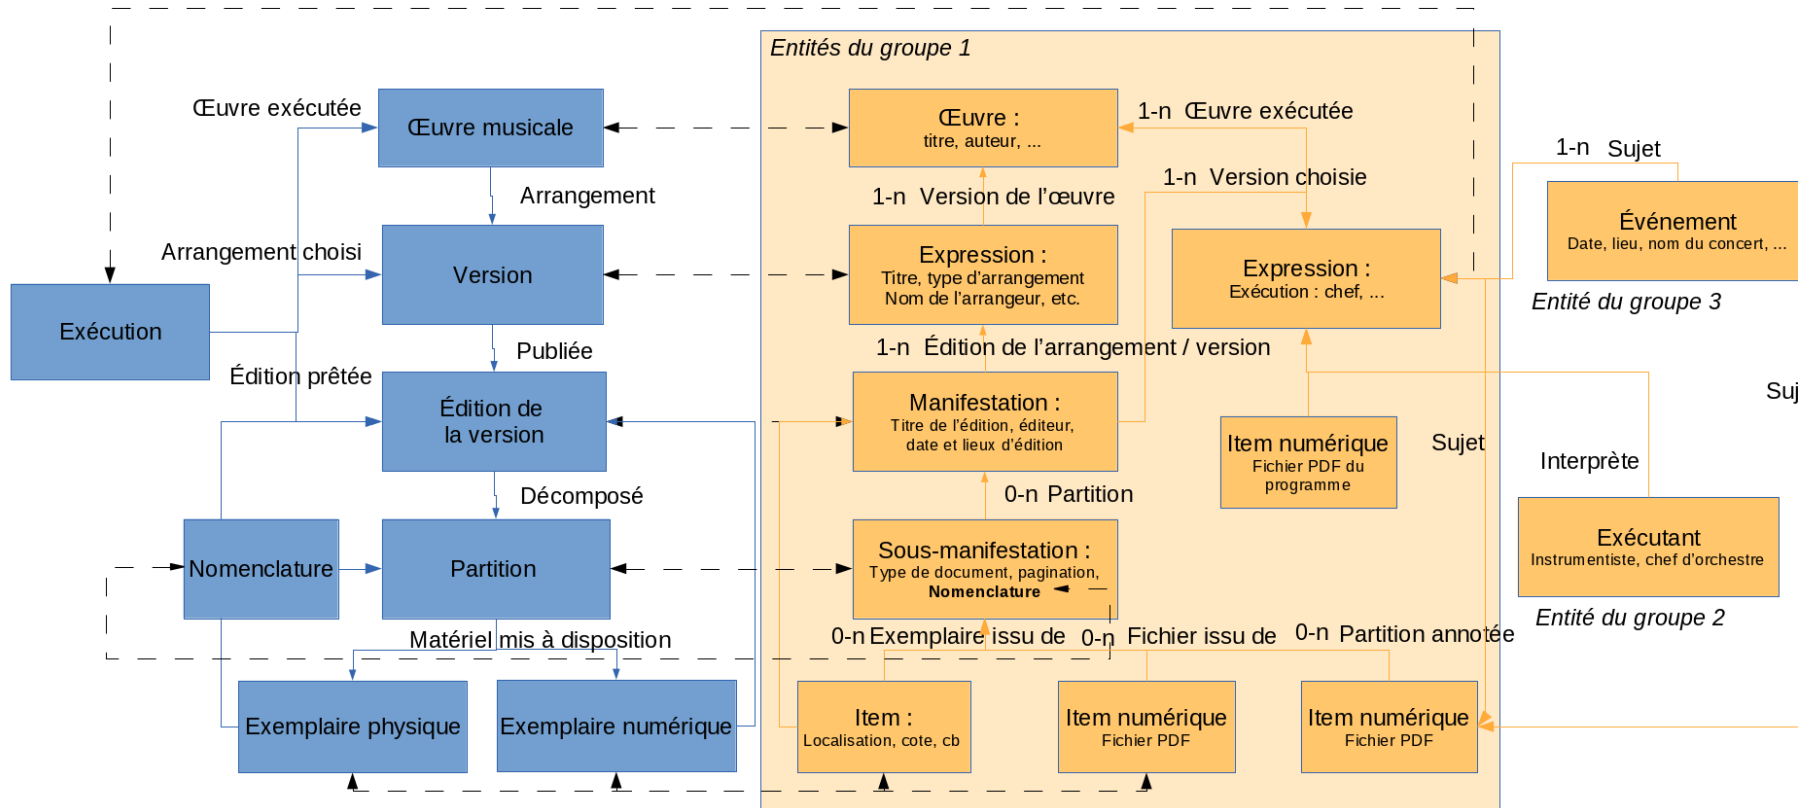 Entités du groupe 1
Œuvre exécutée
Œuvre musicale
Œuvre :
titre, auteur, ...
1-n Œuvre exécutée
1-n Sujet
Arrangement
1-n Version de l’œuvre
1-n Version choisie
Événement
Date, lieu, nom du concert, ...
Arrangement choisi
Version
Expression :
Titre, type d’arrangement
Nom de l’arrangeur, etc.
Expression :
Exécution : chef, ...
Entité du groupe 3
Exécution
Publiée
1-n Édition de l’arrangement / version
Édition prêtée
Édition de
la version
Manifestation :
Titre de l’édition, éditeur,
date et lieux d’édition
Item numérique
Fichier PDF du
programme
Sujet
Suj
Interprète
Décomposé
0-n Partition
Nomenclature
Partition
Sous-manifestation :
Type de document, pagination,
Nomenclature
Exécutant
Instrumentiste, chef d’orchestre
Entité du groupe 2
Matériel mis à disposition
0-n Exemplaire issu de
0-n Fichier issu de
0-n Partition annotée
Exemplaire physique
Exemplaire numérique
Item :
Localisation, cote, cb
Item numérique
Fichier PDF
Item numérique
Fichier PDF